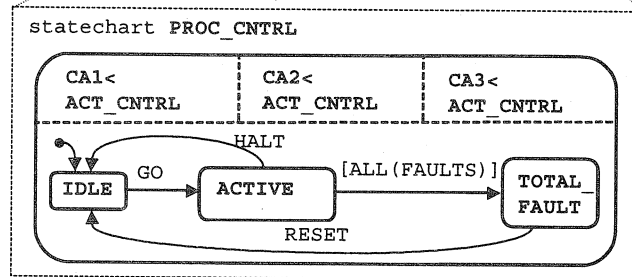 statechart PROC_CNTRL
CA1<
ACT_CNTRL
CA2<
ACT_CNTRL
CA3<
ACT_CNTRL
HALT
GO
[ALL(FAULTS)]
IDLE
ACTIVE
TOTAL_
FAULT
RESET